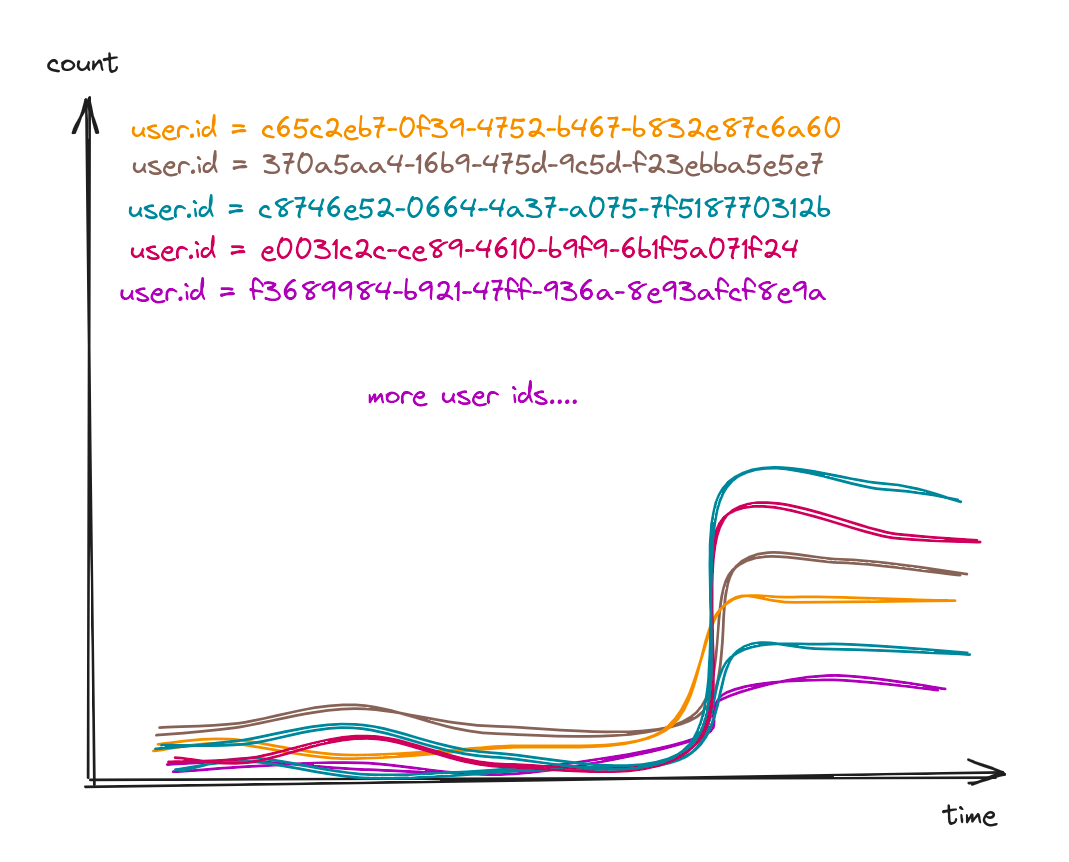 count
user.id = c65c2eb7-0f39-4752-b467-b832e87c6a60
user.id = 370a5aa4-16b9-475d-9c5d-f23ebba5e5e7
user.id = c8746e52-0664-4a37-a075-7f518770312b
user.id = e0031c2c-ce89-4610-b9f9-6b1f5a071f24
user.id = f3689984-b921-47ff-936a-8e93afcf8e9a
more user ids....
time